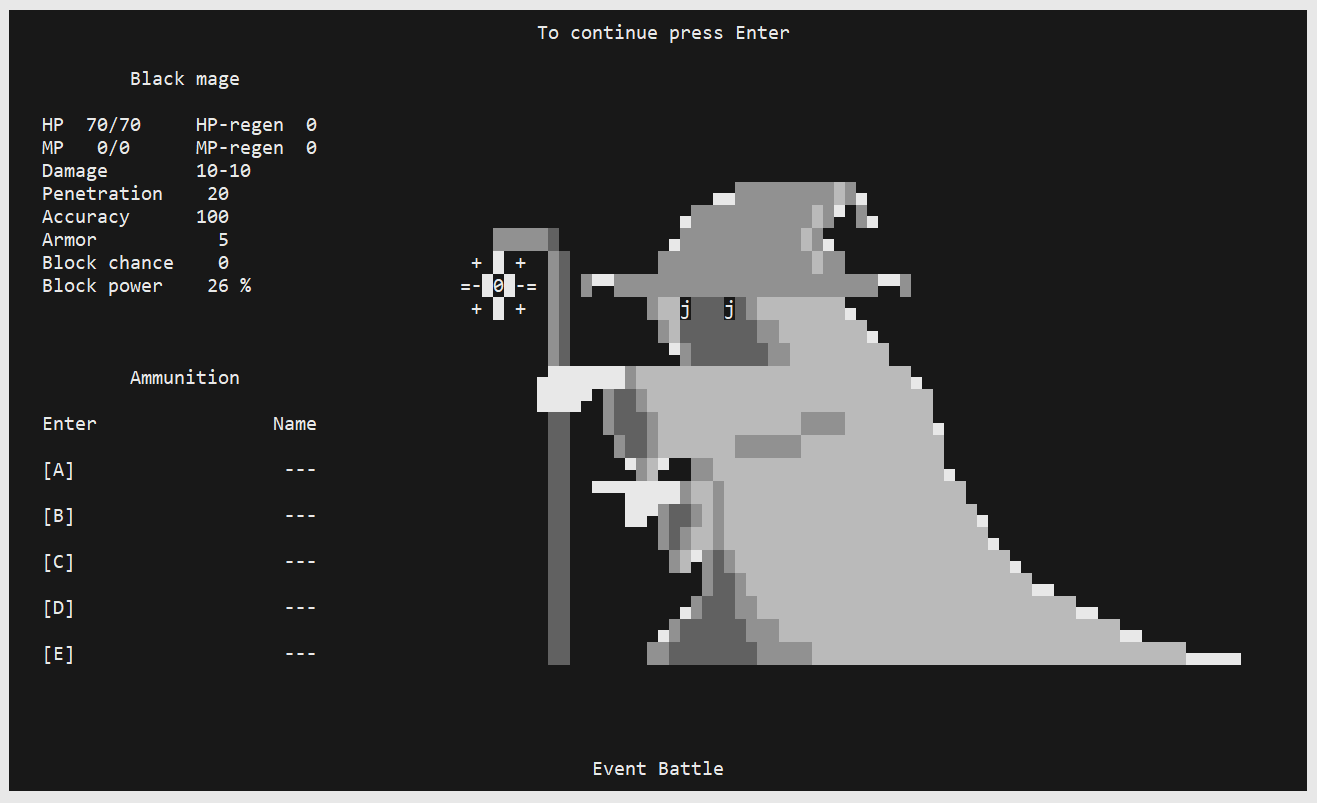 To continue press Enter
Black mage
HP 70/70 HP-regen 0
MP 0/0 MP-regen 0
Damage 10-10
Penetration 20
Accuracy 100
Armor 5
Block chance 0
Block power 26 %
+ +
=- 0 -=
+ +
j j
Ammunition
Enter Name
[A] ---
[B] ---
[C] ---
[D] ---
[E] ---
Event Battle